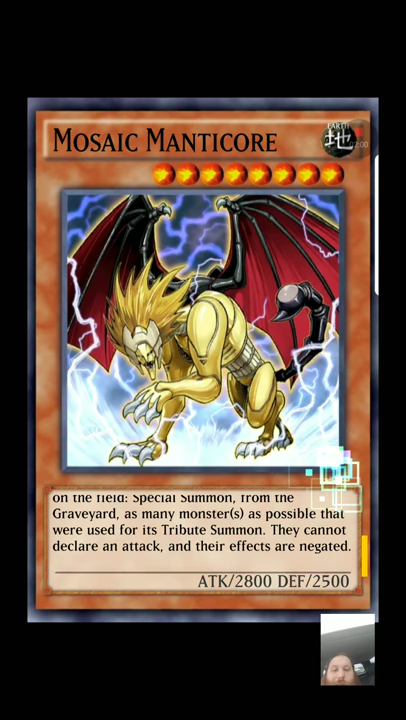 MOSAIC MANTICORE
EARTH
地
on the field: Special Summon, from the
Graveyard, as many monster(s) as possible that
were used for its Tribute Summon. They cannot
declare an attack, and their effects are negated.
ATK/2800 DEF/2500